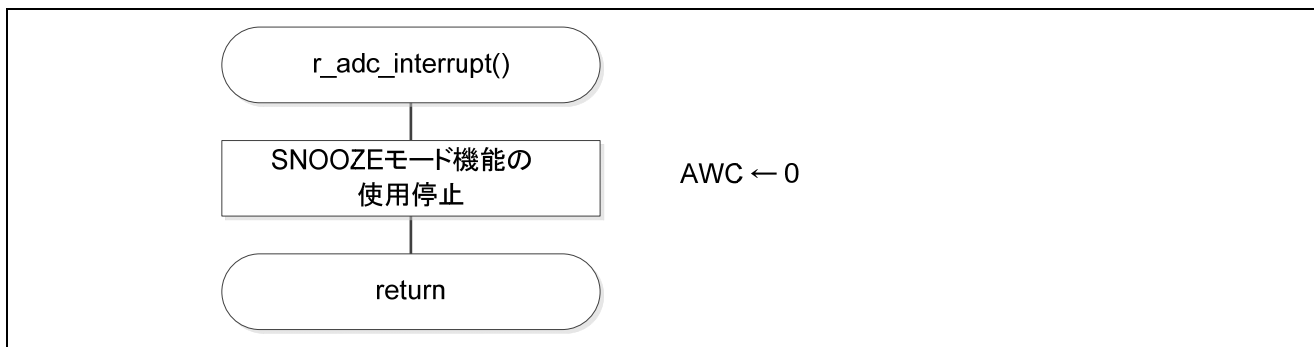 r_adc_interrupt()
SNOOZEモード機能の
使用停止
AWC ← 0
return